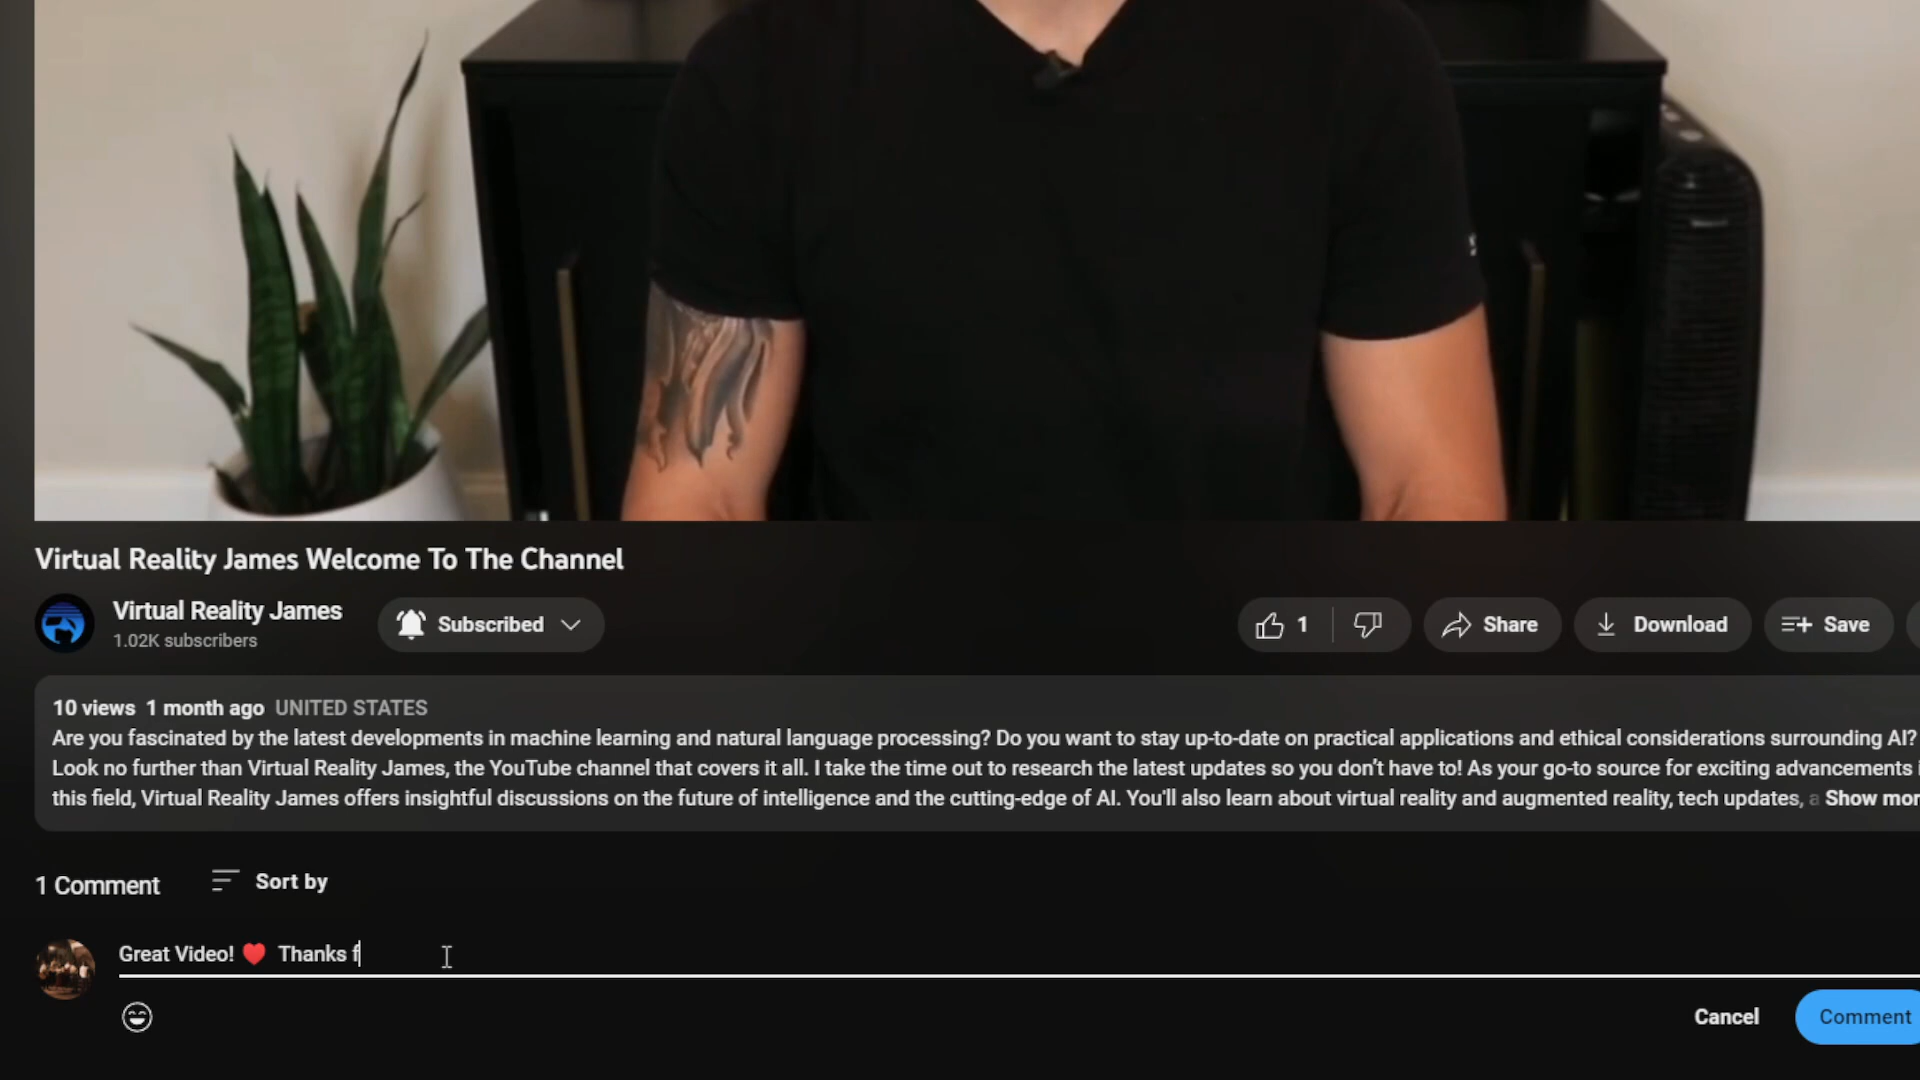 Virtual Reality James Welcome To The Channel
Virtual Reality James
1.02K subscribers
Subscribed
1
Share
Download
Save
10 views 1 month ago UNITED STATES
Are you fascinated by the latest developments in machine learning and natural language processing? Do you want to stay up-to-date on practical applications and ethical considerations surrounding AI?
Look no further than Virtual Reality James, the YouTube channel that covers it all. I take the time out to research the latest updates so you don't have to! As your go-to source for exciting advancements i
this field, Virtual Reality James offers insightful discussions on the future of intelligence and the cutting-edge of AI. You'll also learn about virtual reality and augmented reality, tech updates, a Show mor
1 Comment
Sort by
Great Video! ❤️ Thanks f
Cancel
Comment